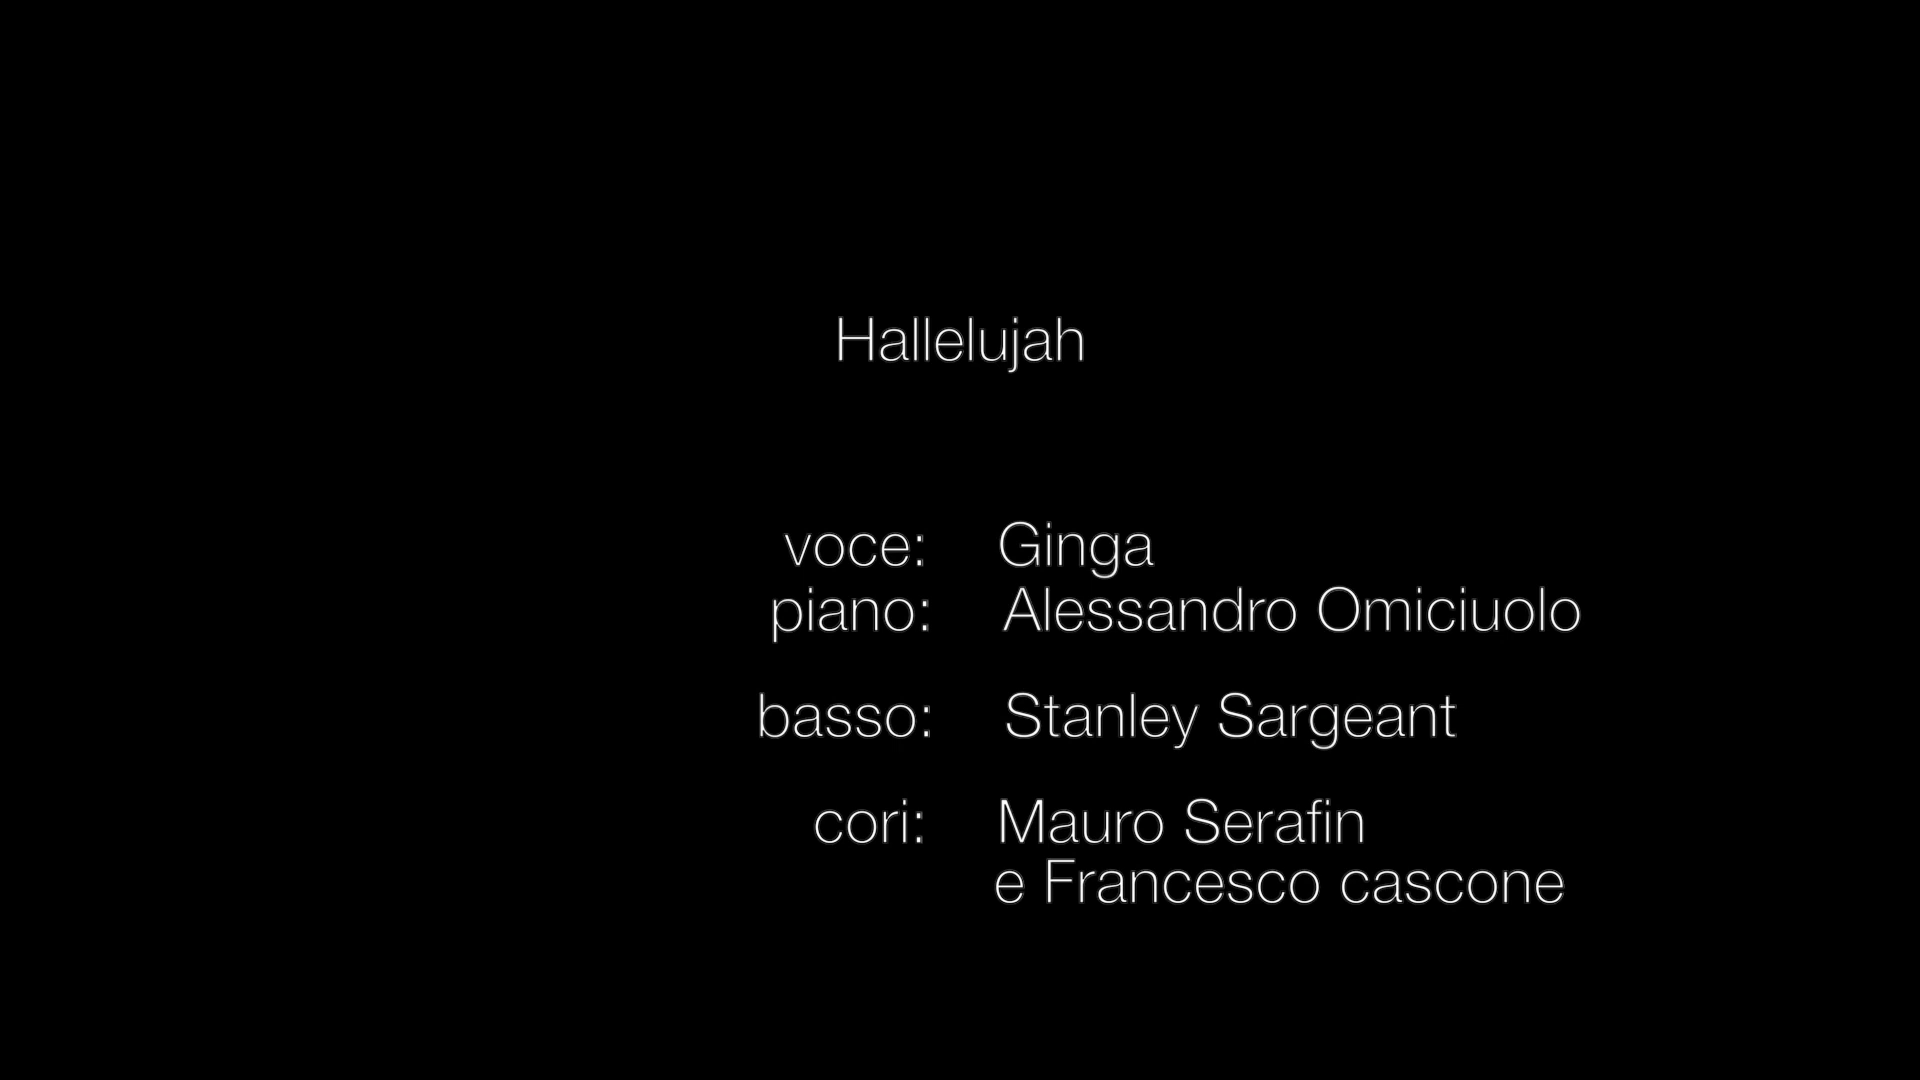 Hallelujah
voce: Ginga
piano: Alessandro Omiciuolo
basso: Stanley Sargeant
cori: Mauro Serafin
e Francesco cascone